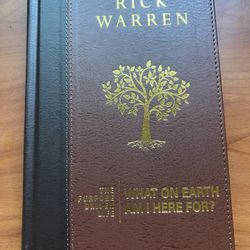 RICK
WARREN
THE
PURPOSE
DRIVEN
LIFE
WHAT ON EARTH
AM I HERE FOR?